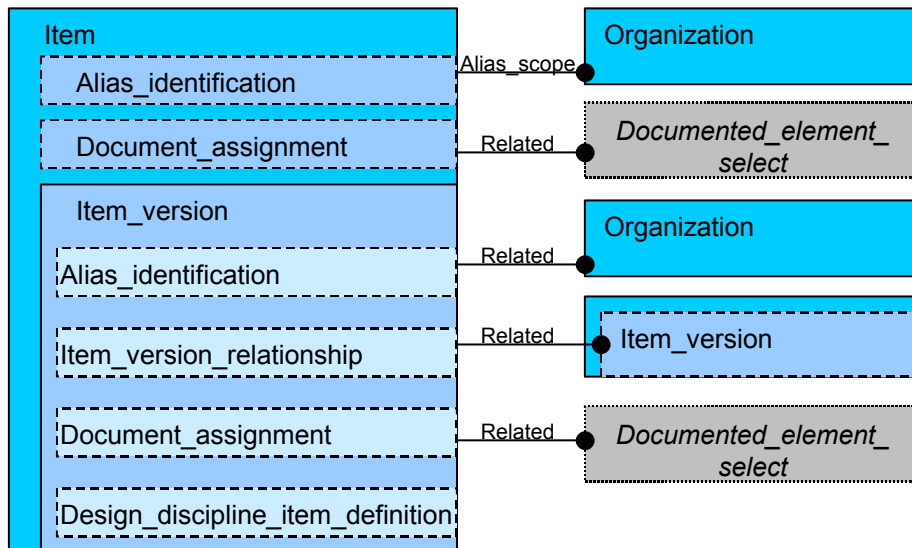 Item
Organization
Alias_identification
Alias_scope
Document_assignment
Related
Documented_element_
select
Item_version
Organization
Alias_identification
Related
Item_version_relationship
Related
Item_version
Document_assignment
Related
Documented_element_
select
Design_discipline_item_definition